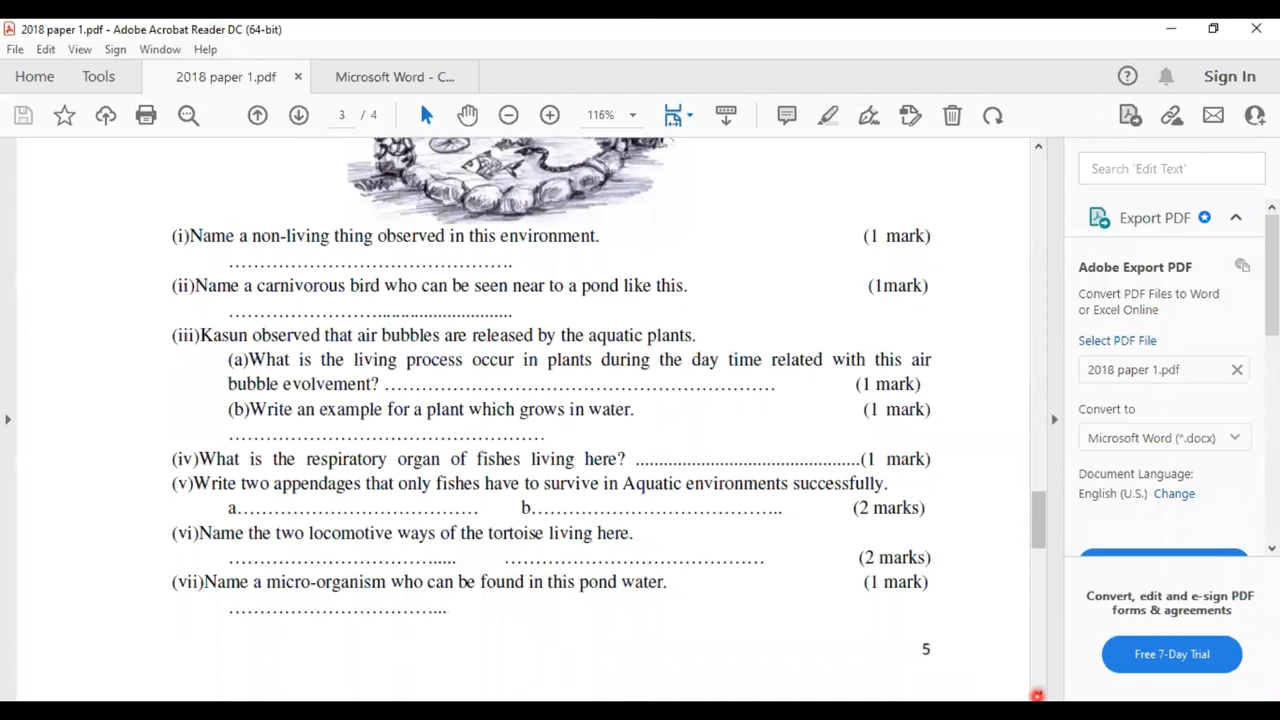 2018 paper 1.pdf - Adobe Acrobat Reader DC (64-bit)
File Edit View Sign Window Help
Home Tools 2018 paper 1.pdf × Microsoft Word - C... Sign In
3 / 4 116%
(i)Name a non-living thing observed in this environment. (1 mark)
……………………………………….
(ii)Name a carnivorous bird who can be seen near to a pond like this. (1mark)
……………………............................
(iii)Kasun observed that air bubbles are released by the aquatic plants.
(a)What is the living process occur in plants during the day time related with this air
bubble evolvement? ……………………………………………………… (1 mark)
(b)Write an example for a plant which grows in water. (1 mark)
……………………………………………
(iv)What is the respiratory organ of fishes living here? ...............................................(1 mark)
(v)Write two appendages that only fishes have to survive in Aquatic environments successfully.
a………………………………… b………………………………….. (2 marks)
(vi)Name the two locomotive ways of the tortoise living here.
……………………………..... …………………………………… (2 marks)
(vii)Name a micro-organism who can be found in this pond water. (1 mark)
……………………………...
5
Search 'Edit Text'
Export PDF
Adobe Export PDF
Convert PDF Files to Word
or Excel Online
Select PDF File
2018 paper 1.pdf ×
Convert to
Microsoft Word (*.docx)
Document Language:
English (U.S.) Change
Convert, edit and e-sign PDF
forms & agreements
Free 7-Day Trial